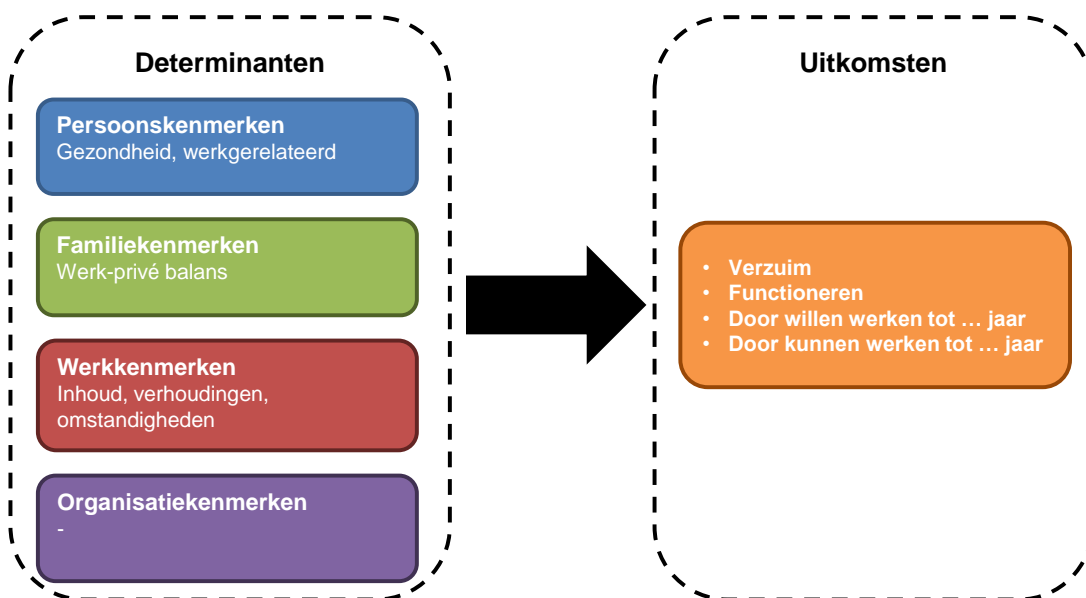 Determinanten
Persoonskenmerken
Gezondheid, werkgerelateerd
Familiekenmerken
Werk-privé balans
Werkkenmerken
Inhoud, verhoudingen,
omstandigheden
Organisatiekenmerken
-
Uitkomsten
• Verzuim
• Functioneren
• Door willen werken tot … jaar
• Door kunnen werken tot … jaar